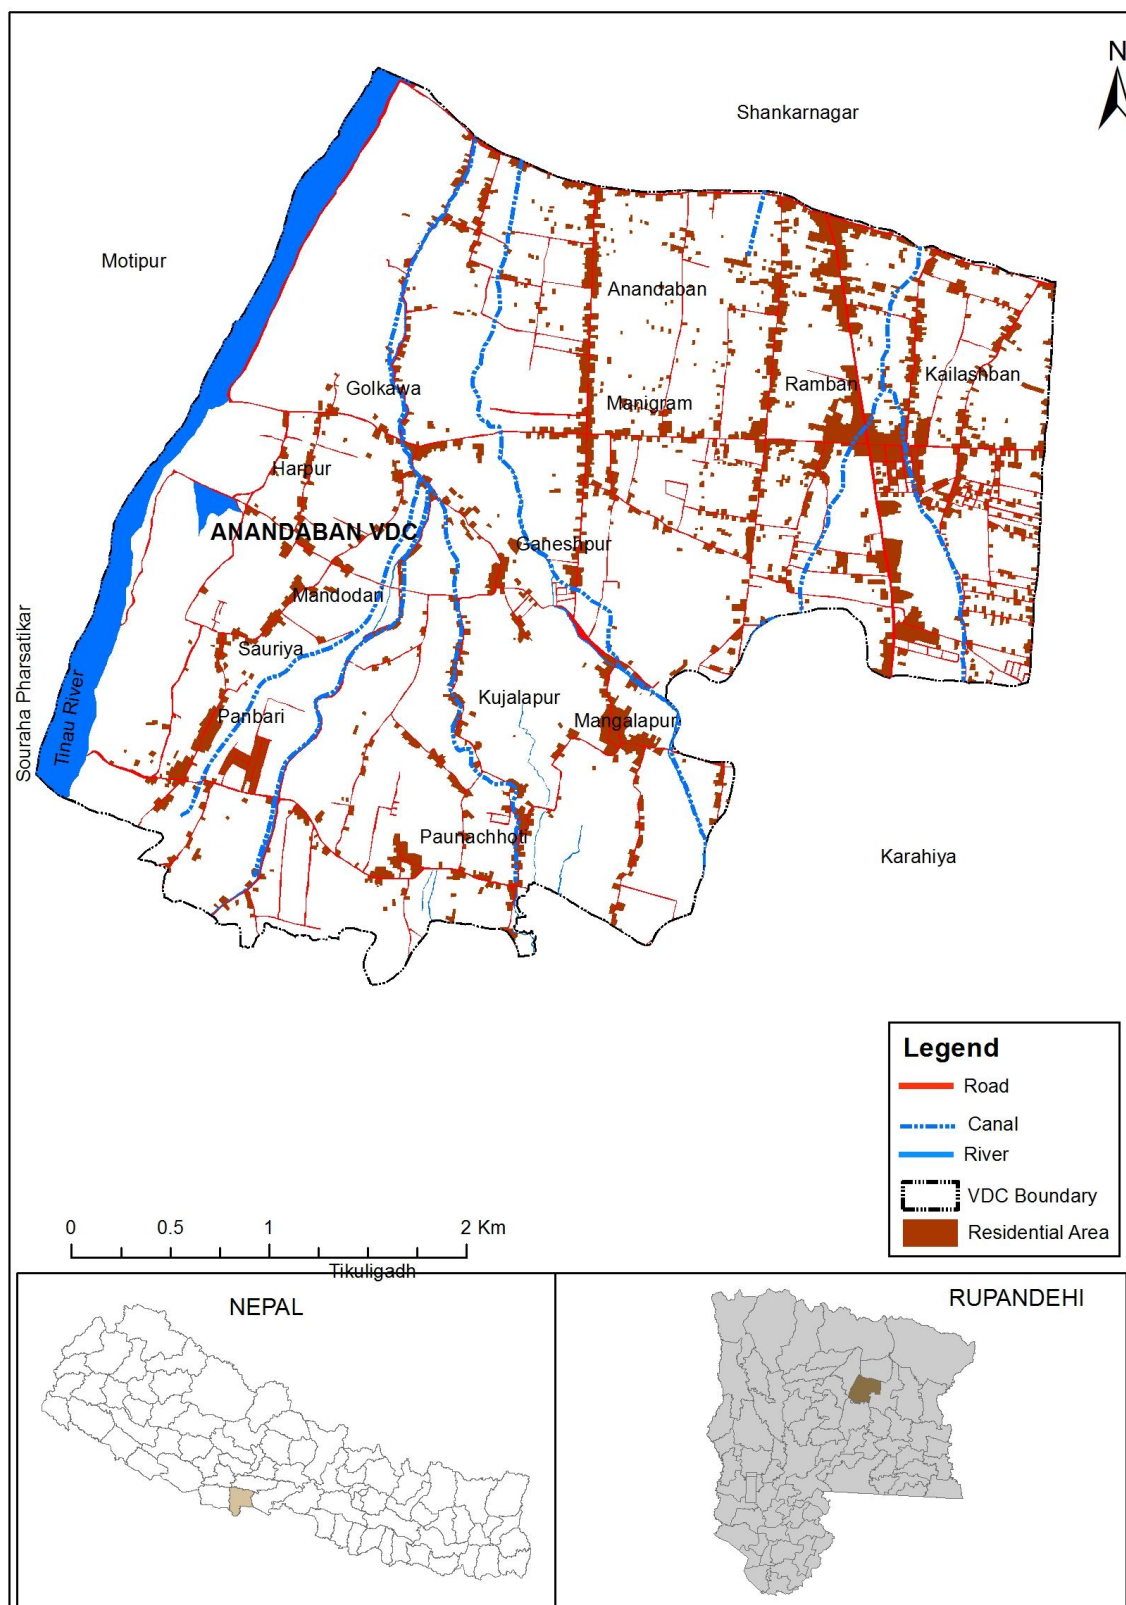 N
Shankarnagar
Motipur
Anandaban
Golkawa
Ramban
Kailashban
Manigram
Harpur
ANANDABAN VDC
Ganeshpur
Mandodari
Sauriya
Souraha Pharsatikar
Tinau River
Panbari
Kujalapur
Mangalapur
Paunachhoti
Karahiya
Legend
Road
Canal
River
VDC Boundary
Residential Area
0 0.5 1 2 Km
Tikuligadh
NEPAL
RUPANDEHI